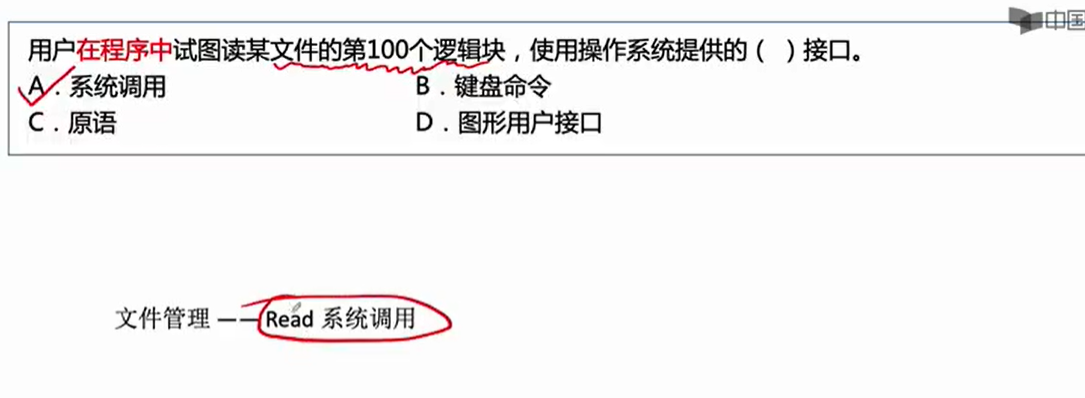 中国
用户在程序中试图读某文件的第100个逻辑块，使用操作系统提供的（ ）接口。
A．系统调用 B．键盘命令
C．原语 D．图形用户接口
文件管理 —— Read 系统调用